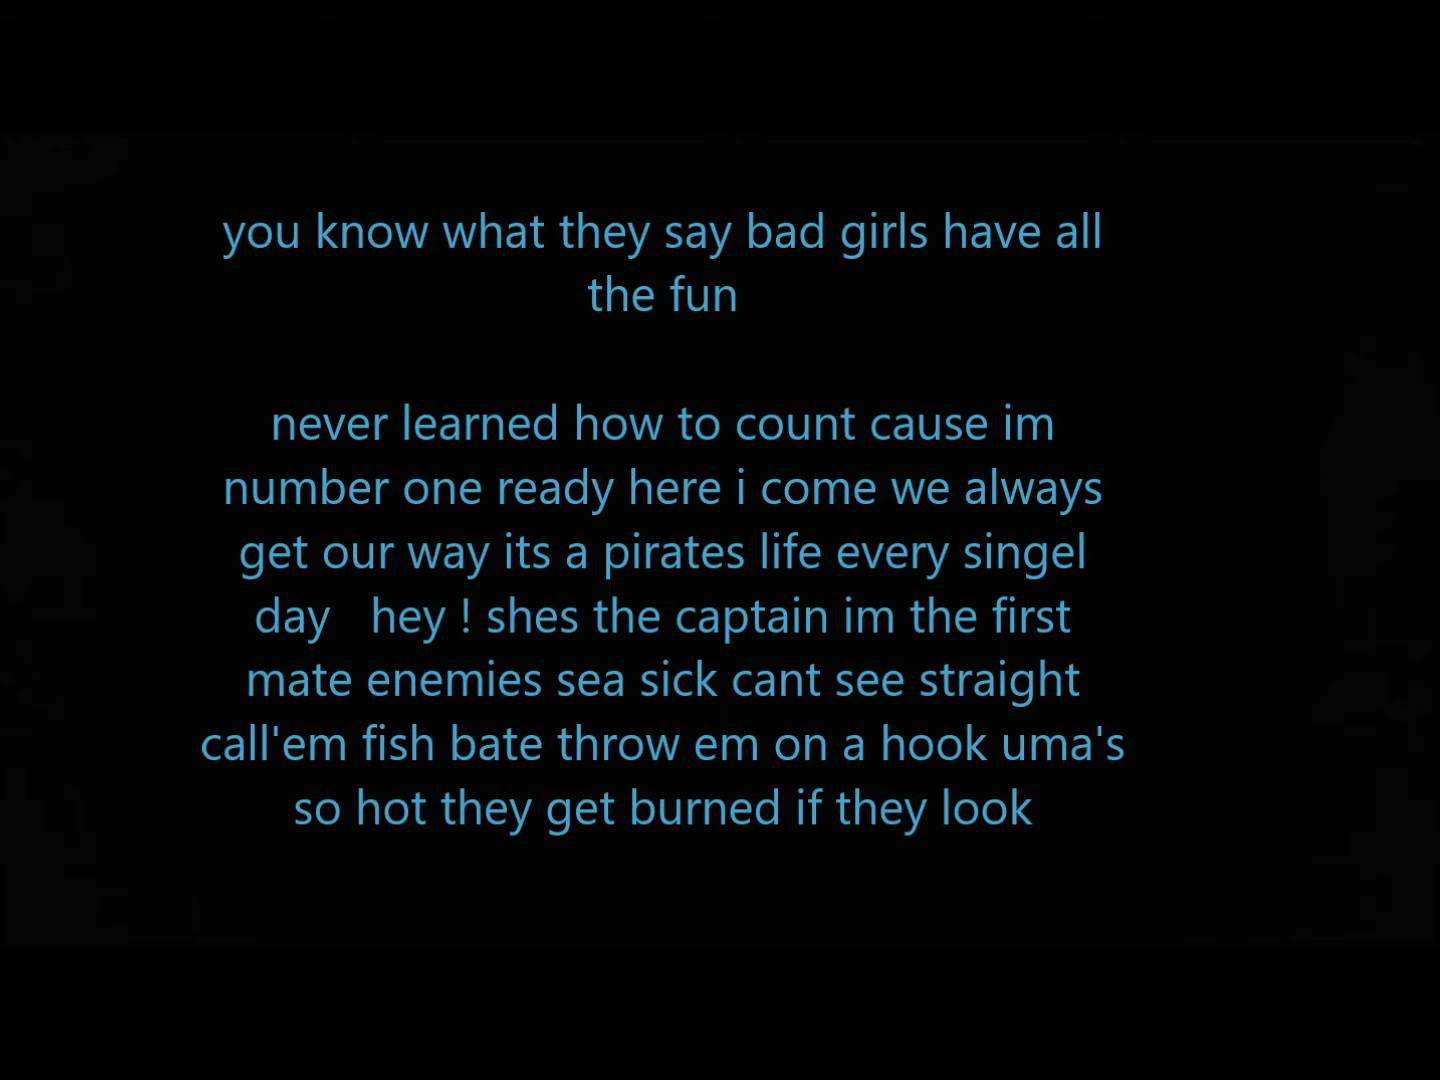 you know what they say bad girls have all
the fun
never learned how to count cause im
number one ready here i come we always
get our way its a pirates life every singel
day   hey ! shes the captain im the first
mate enemies sea sick cant see straight
call'em fish bate throw em on a hook uma's
so hot they get burned if they look